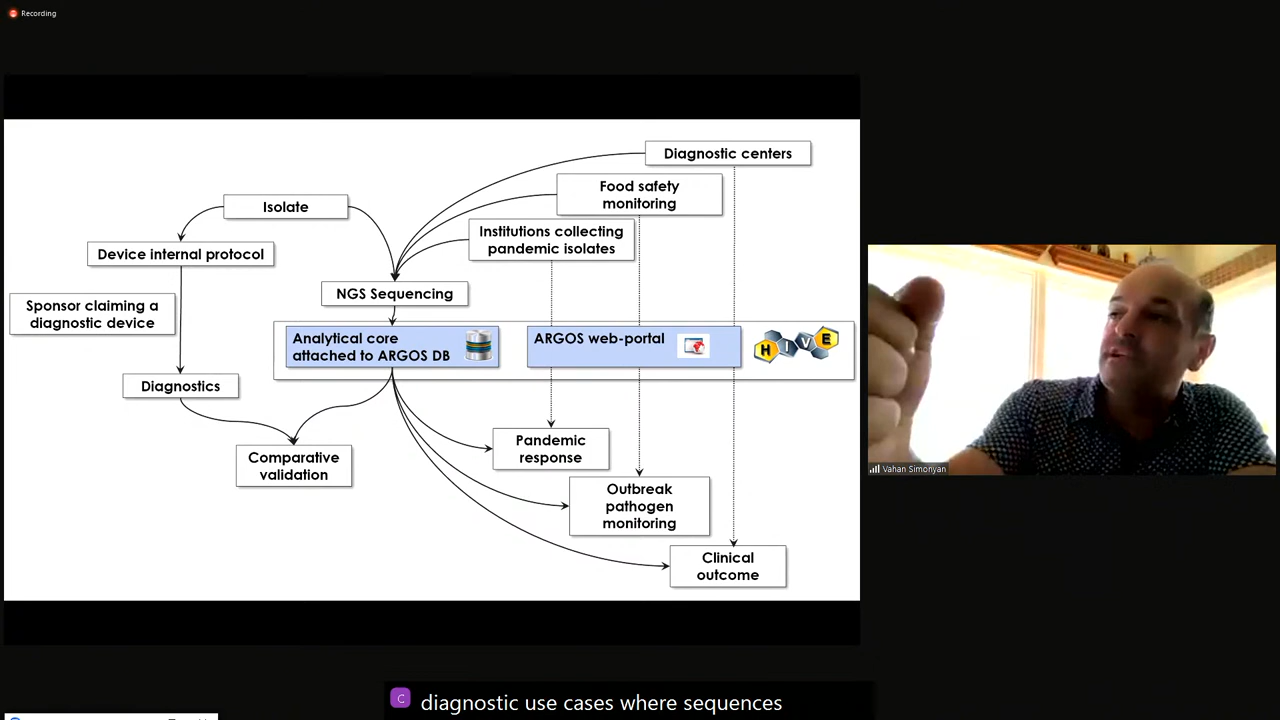 Recording
Diagnostic centers
Food safety
monitoring
Isolate
Institutions collecting
pandemic isolates
Device internal protocol
NGS Sequencing
Sponsor claiming a
diagnostic device
Analytical core
attached to ARGOS DB
ARGOS web-portal
HIVE
Diagnostics
Pandemic
response
Comparative
validation
Outbreak
pathogen
monitoring
Clinical
outcome
Vahan Simonyan
C
diagnostic use cases where sequences